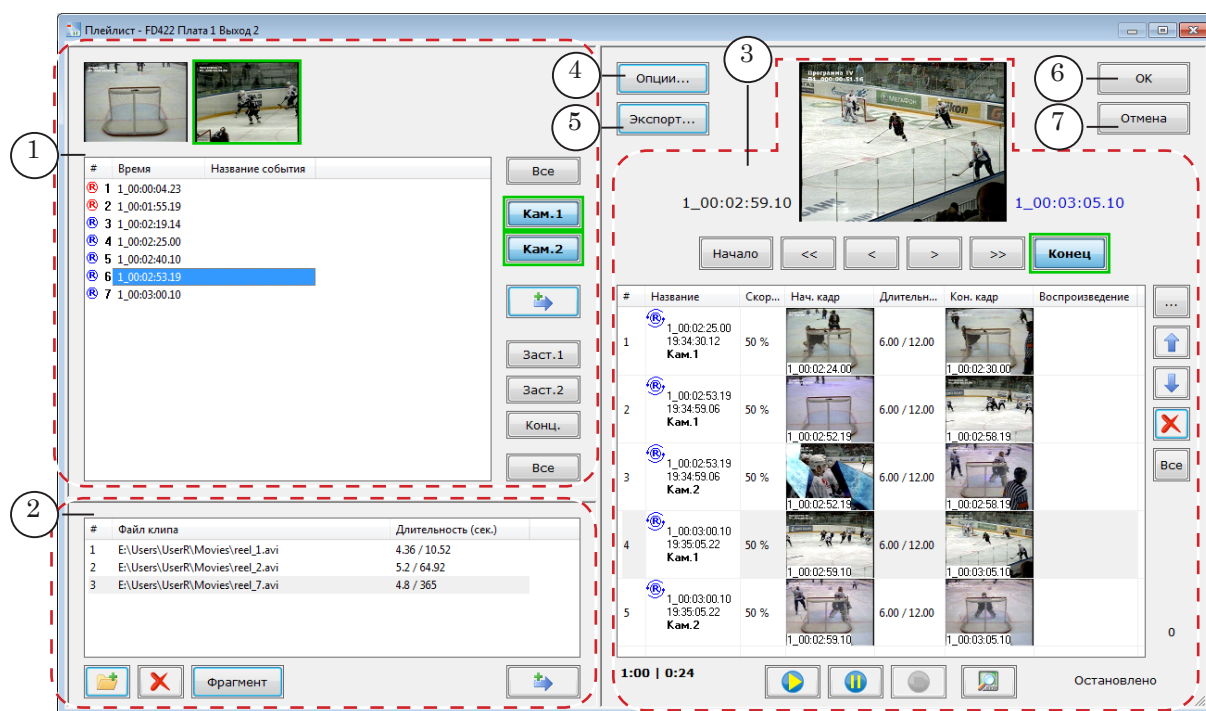 Плейлист - FD422 Плата 1 Выход 2
1
# Время Название события
R 1 1_00:00:04.23
R 2 1_00:01:55.19
R 3 1_00:02:19.14
R 4 1_00:02:25.00
R 5 1_00:02:40.10
R 6 1_00:02:53.19
R 7 1_00:03:00.10
Все
Кам.1
Кам.2
Заст.1
Заст.2
Конц.
Все
2
# Файл клипа Длительность (сек.)
1 E:\Users\UserR\Movies\reel_1.avi 4.36 / 10.52
2 E:\Users\UserR\Movies\reel_2.avi 5.2 / 64.92
3 E:\Users\UserR\Movies\reel_7.avi 4.8 / 365
Фрагмент
4
Опции...
5
Экспорт...
3
Программа TV
R1_000:00:51.16
МЕГАФОН
6
OK
7
Отмена
1_00:02:59.10
1_00:03:05.10
Начало << < > >> Конец
# Название Скор... Нач. кадр Длительн... Кон. кадр Воспроизведение
...
1 R 1_00:02:25.00
19:34:30.12
Кам.1
50 %
1_00:02:24.00
6.00 / 12.00
1_00:02:30.00
2 R 1_00:02:53.19
19:34:59.06
Кам.1
50 %
1_00:02:52.19
6.00 / 12.00
1_00:02:58.19
3 R 1_00:02:53.19
19:34:59.06
Кам.2
50 %
1_00:02:52.19
6.00 / 12.00
1_00:02:58.19
4 R 1_00:03:00.10
19:35:05.22
Кам.1
50 %
1_00:02:59.10
6.00 / 12.00
1_00:03:05.10
5 R 1_00:03:00.10
19:35:05.22
Кам.2
50 %
1_00:02:59.10
6.00 / 12.00
1_00:03:05.10
Все
0
1:00 | 0:24
Остановлено